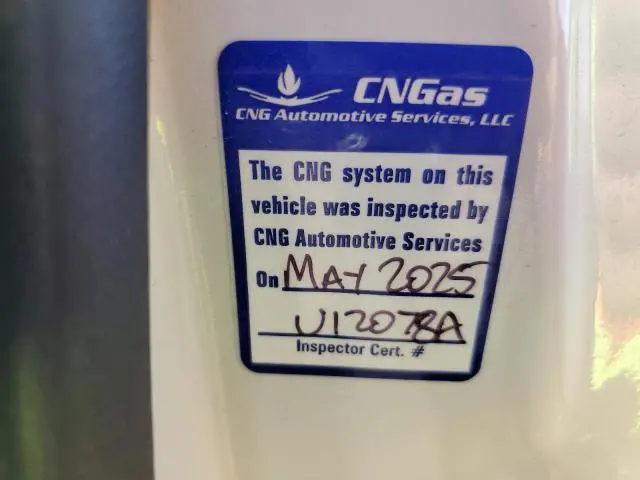 CNGas
CNG Automotive Services, LLC
The CNG system on this
vehicle was inspected by
CNG Automotive Services
On MAY 2025
U12078A
Inspector Cert. #